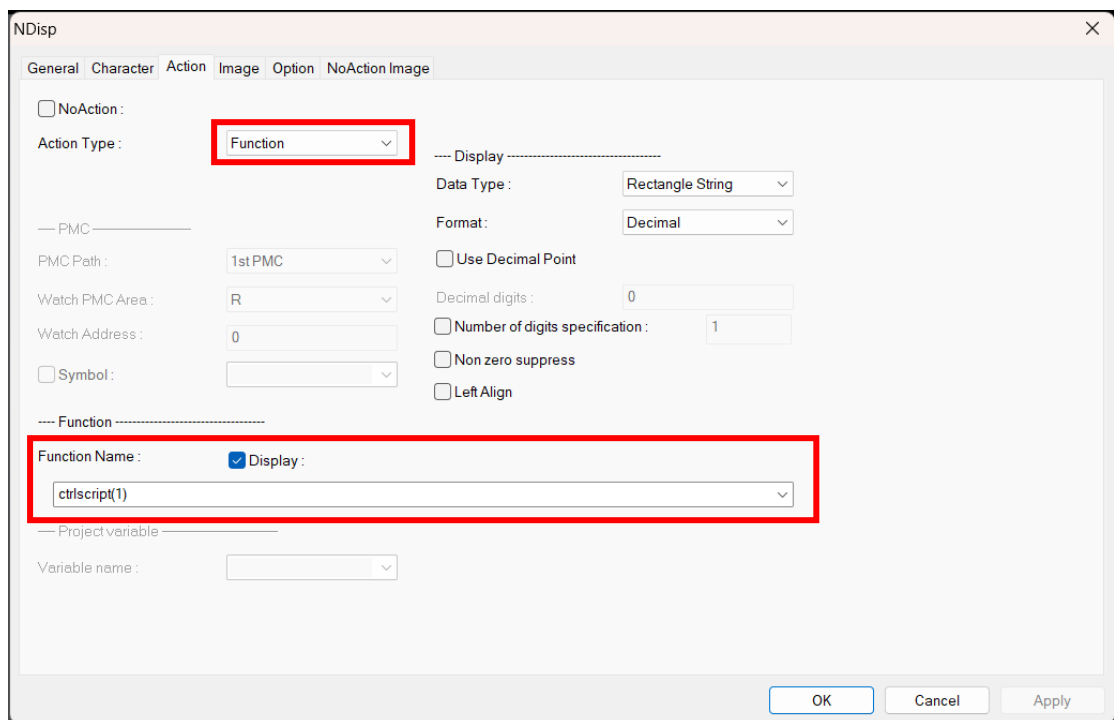 NDisp
General Character Action Image Option NoAction Image
NoAction :
Action Type : Function
---- Display -------------------------------------
Data Type : Rectangle String
Format : Decimal
— PMC —
PMC Path : 1st PMC
Use Decimal Point
Watch PMC Area : R
Decimal digits : 0
Watch Address : 0
Number of digits specification : 1
Non zero suppress
Symbol :
Left Align
---- Function ------------------------------------
Function Name : Display :
ctrlscript(1)
— Project variable —
Variable name :
OK Cancel Apply